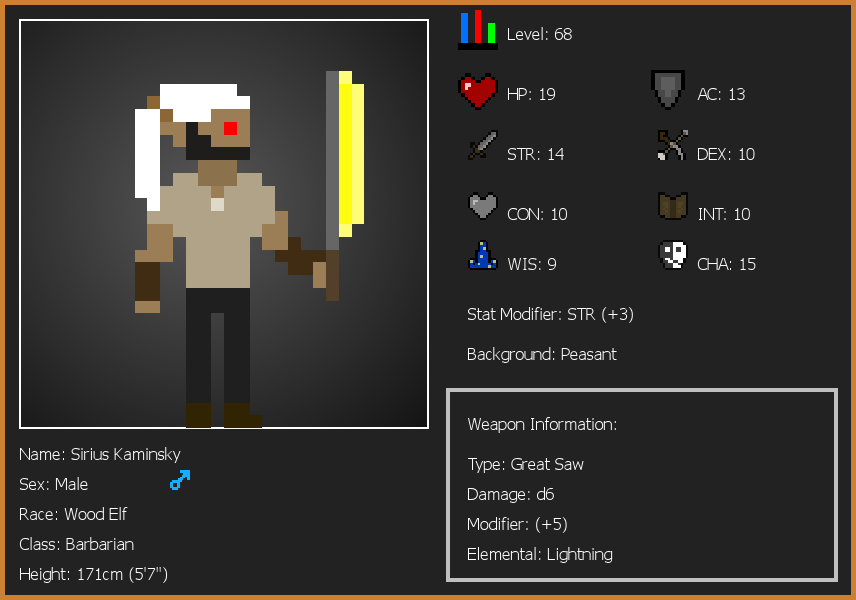 Level: 68
HP: 19
AC: 13
STR: 14
DEX: 10
CON: 10
INT: 10
WIS: 9
CHA: 15
Stat Modifier: STR (+3)
Background: Peasant
Weapon Information:
Type: Great Saw
Damage: d6
Modifier: (+5)
Elemental: Lightning
Name: Sirius Kaminsky
Sex: Male
Race: Wood Elf
Class: Barbarian
Height: 171cm (5'7")